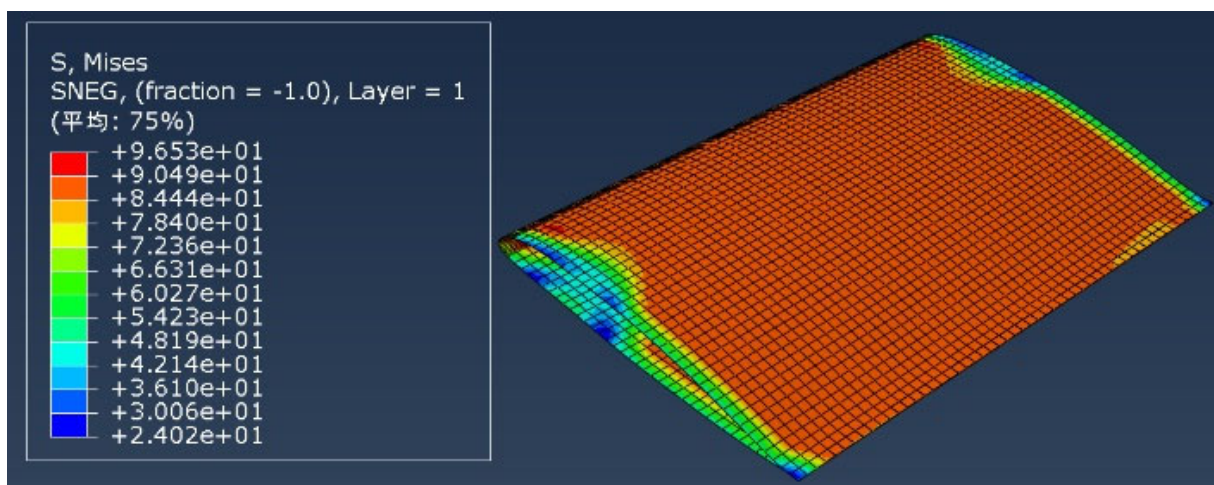 S, Mises
SNEG, (fraction = -1.0), Layer = 1
(平均: 75%)
+9.653e+01
+9.049e+01
+8.444e+01
+7.840e+01
+7.236e+01
+6.631e+01
+6.027e+01
+5.423e+01
+4.819e+01
+4.214e+01
+3.610e+01
+3.006e+01
+2.402e+01